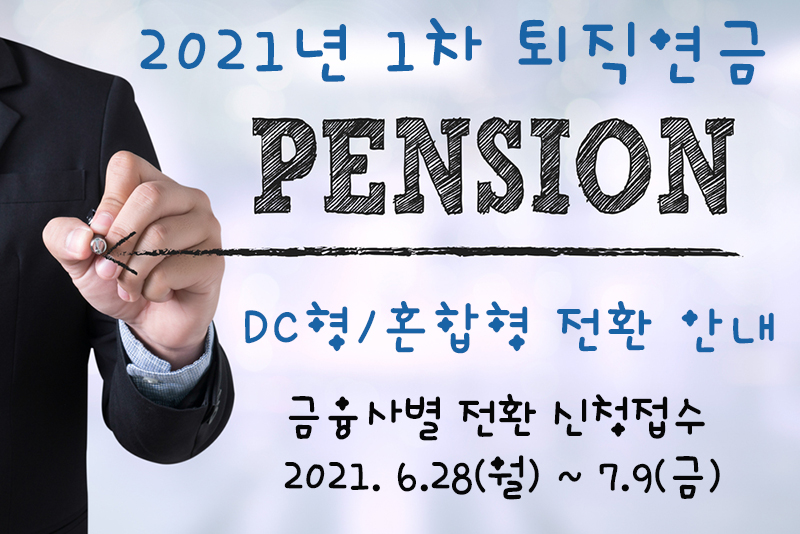 2021년 1차 퇴직연금
PENSION
DC형/혼합형 전환 안내
금융사별 전환 신청접수
2021. 6.28(월) ~ 7.9(금)